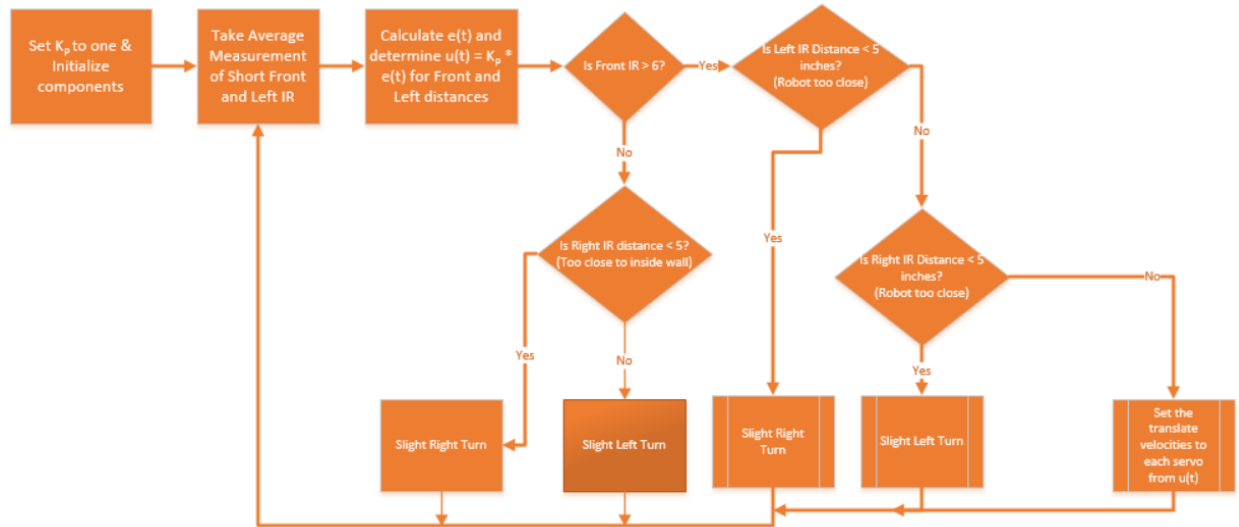 Set Kp to one &
Initialize
components
Take Average
Measurement
of Short Front
and Left IR
Calculate e(t) and
determine u(t) = Kp *
e(t) for Front and
Left distances
Is Front IR > 6?
Yes
Is Left IR Distance < 5
inches?
(Robot too close)
No
No
Is Right IR distance < 5?
(Too close to inside wall)
Yes
Is Right IR Distance < 5
inches?
(Robot too close)
No
Yes
No
Yes
Slight Right Turn
Slight Left Turn
Slight Right
Turn
Slight Left Turn
Set the
translate
velocities to
each servo
from u(t)